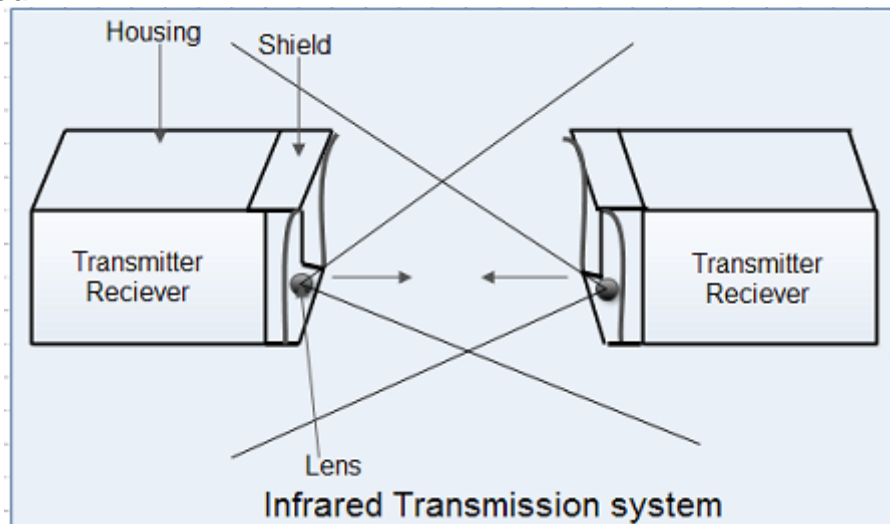 Housing
Shield
Transmitter
Reciever
Transmitter
Reciever
Lens
Infrared Transmission system